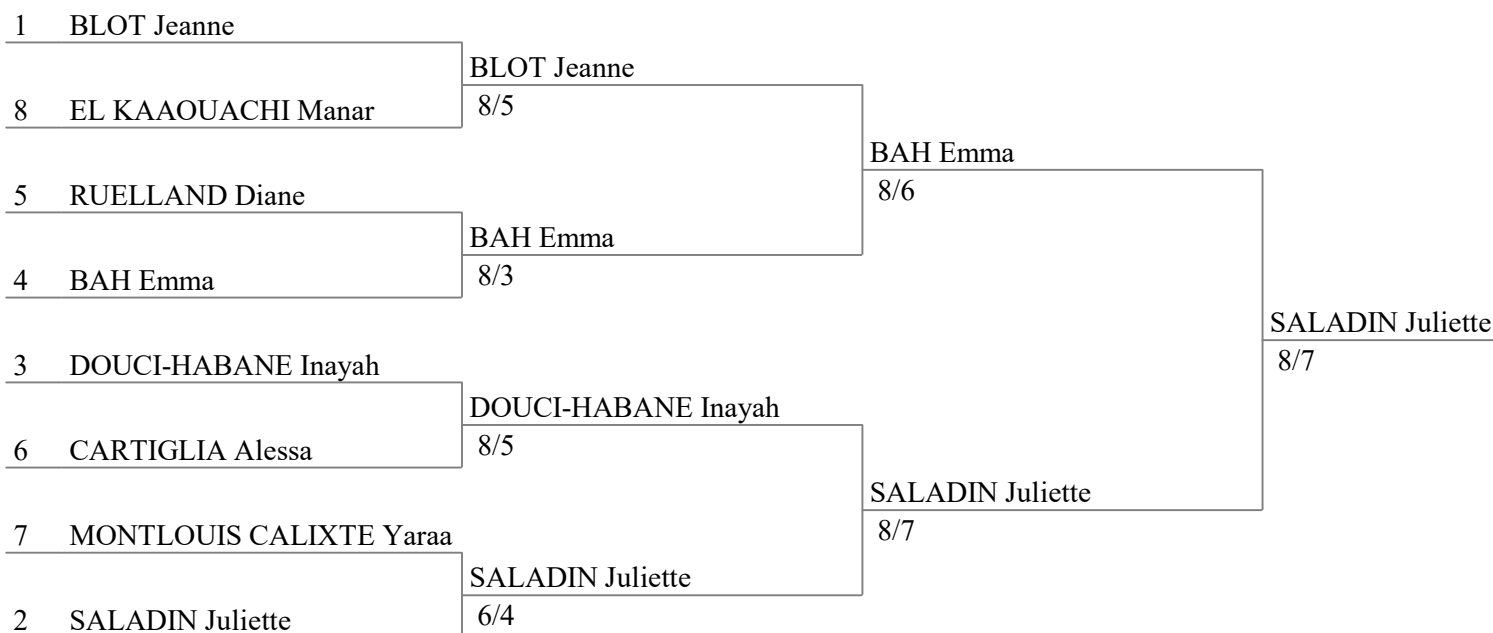 1 BLOT Jeanne
BLOT Jeanne
8 EL KAAOUACHI Manar
8/5
BAH Emma
5 RUELLAND Diane
8/6
BAH Emma
4 BAH Emma
8/3
SALADIN Juliette
3 DOUCI-HABANE Inayah
8/7
DOUCI-HABANE Inayah
6 CARTIGLIA Alessa
8/5
SALADIN Juliette
7 MONTLOUIS CALIXTE Yaraa
8/7
SALADIN Juliette
2 SALADIN Juliette
6/4